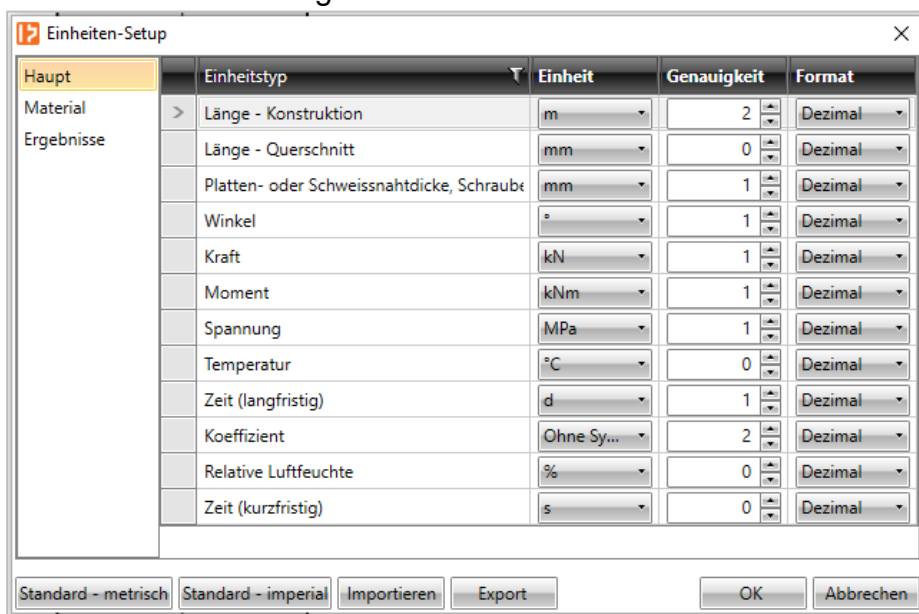 Einheiten-Setup
Haupt
Material
Ergebnisse
Einheitstyp Einheit Genauigkeit Format
Länge - Konstruktion m 2 Dezimal
Länge - Querschnitt mm 0 Dezimal
Platten- oder Schweissnahtdicke, Schraube mm 1 Dezimal
Winkel ° 1 Dezimal
Kraft kN 1 Dezimal
Moment kNm 1 Dezimal
Spannung MPa 1 Dezimal
Temperatur °C 0 Dezimal
Zeit (langfristig) d 1 Dezimal
Koeffizient Ohne Sy... 2 Dezimal
Relative Luftfeuchte % 0 Dezimal
Zeit (kurzfristig) s 0 Dezimal
Standard - metrisch Standard - imperial Importieren Export OK Abbrechen